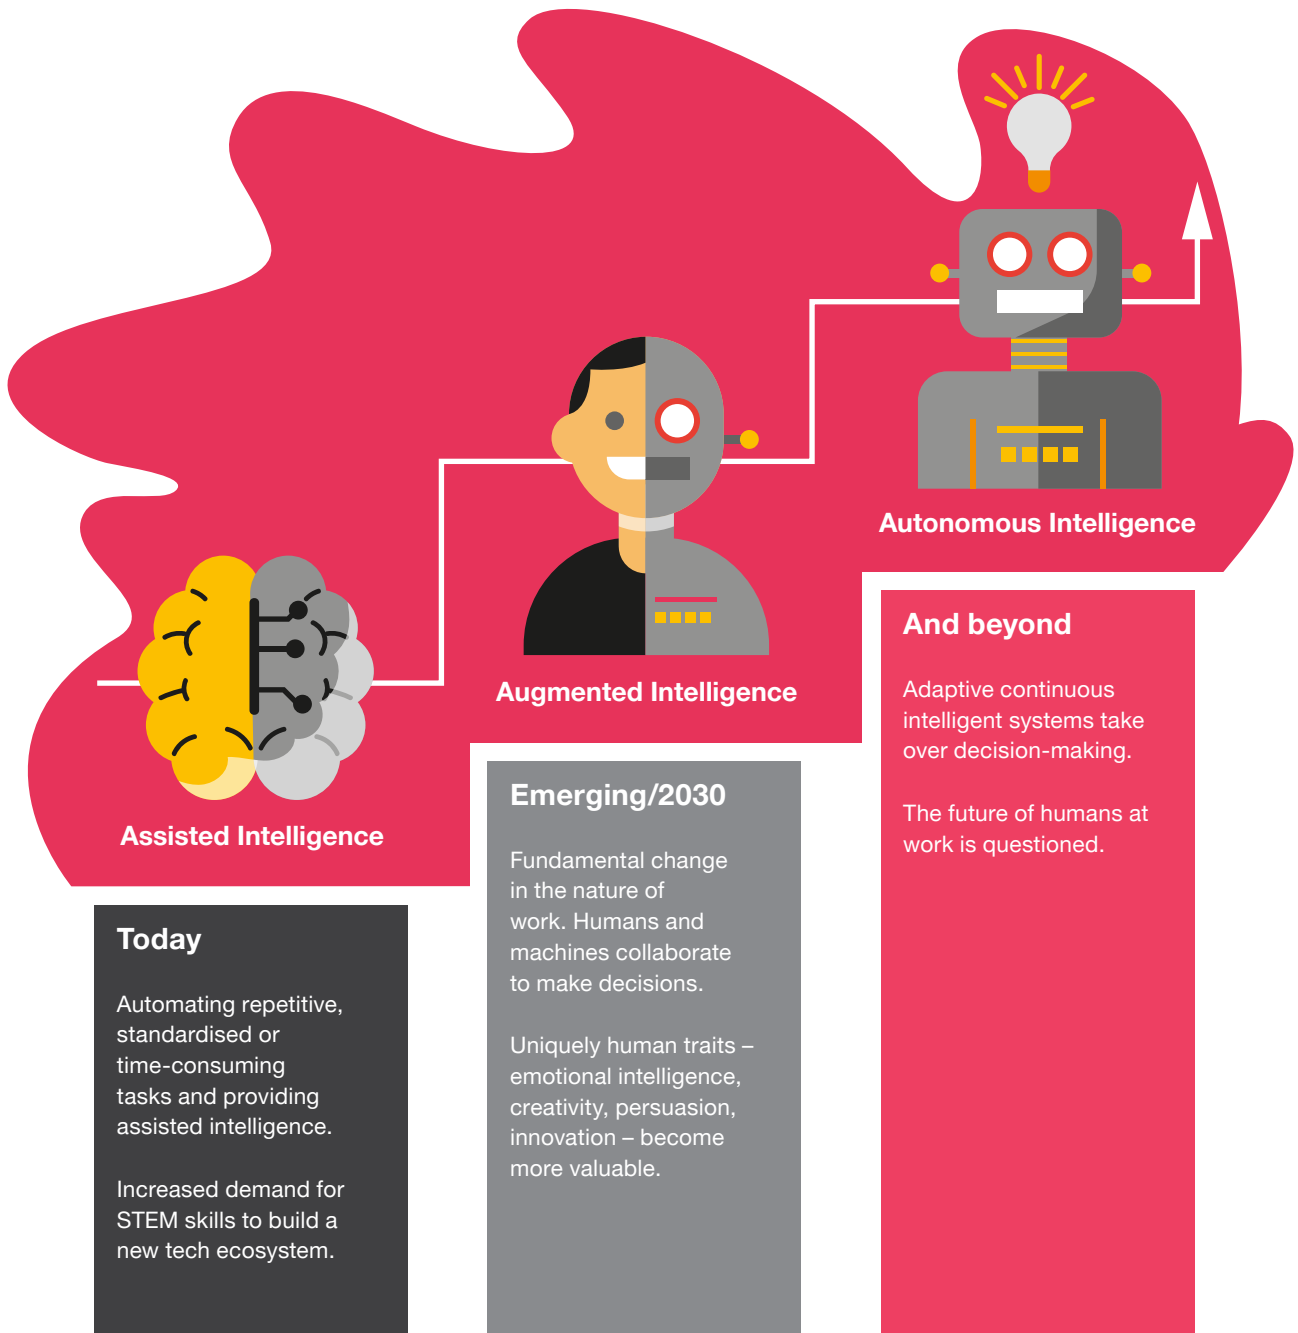 Assisted Intelligence
Today
Automating repetitive,
standardised or
time-consuming
tasks and providing
assisted intelligence.
Increased demand for
STEM skills to build a
new tech ecosystem.
Augmented Intelligence
Emerging/2030
Fundamental change
in the nature of
work. Humans and
machines collaborate
to make decisions.
Uniquely human traits –
emotional intelligence,
creativity, persuasion,
innovation – become
more valuable.
Autonomous Intelligence
And beyond
Adaptive continuous
intelligent systems take
over decision-making.
The future of humans at
work is questioned.